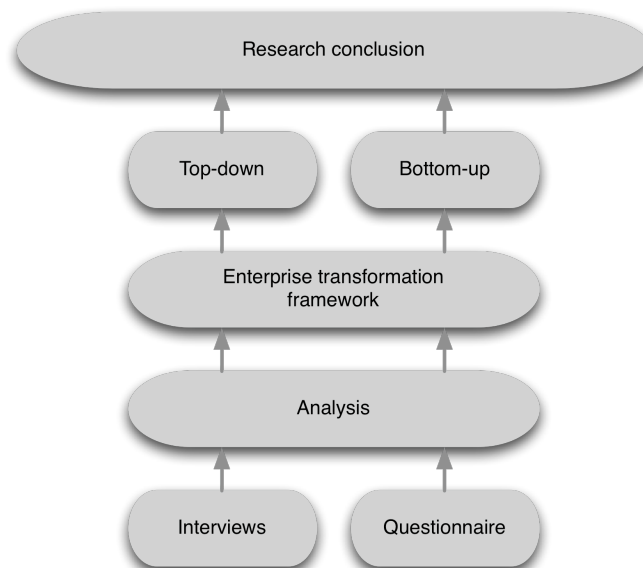 Research conclusion
Top-down
Bottom-up
Enterprise transformation
framework
Analysis
Interviews
Questionnaire